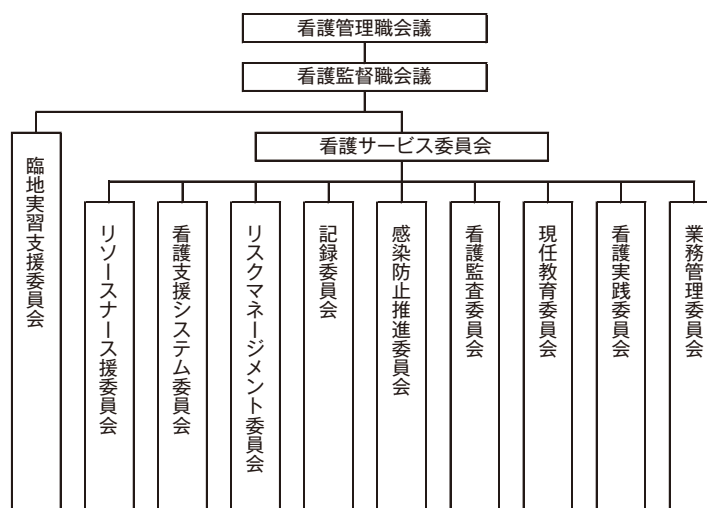 看護管理職会議
看護監督職会議
看護サービス委員会
臨地実習支援委員会
リソースナース援委員会
看護支援システム委員会
リスクマネージメント委員会
記録委員会
感染防止推進委員会
看護監査委員会
現任教育委員会
看護実践委員会
業務管理委員会